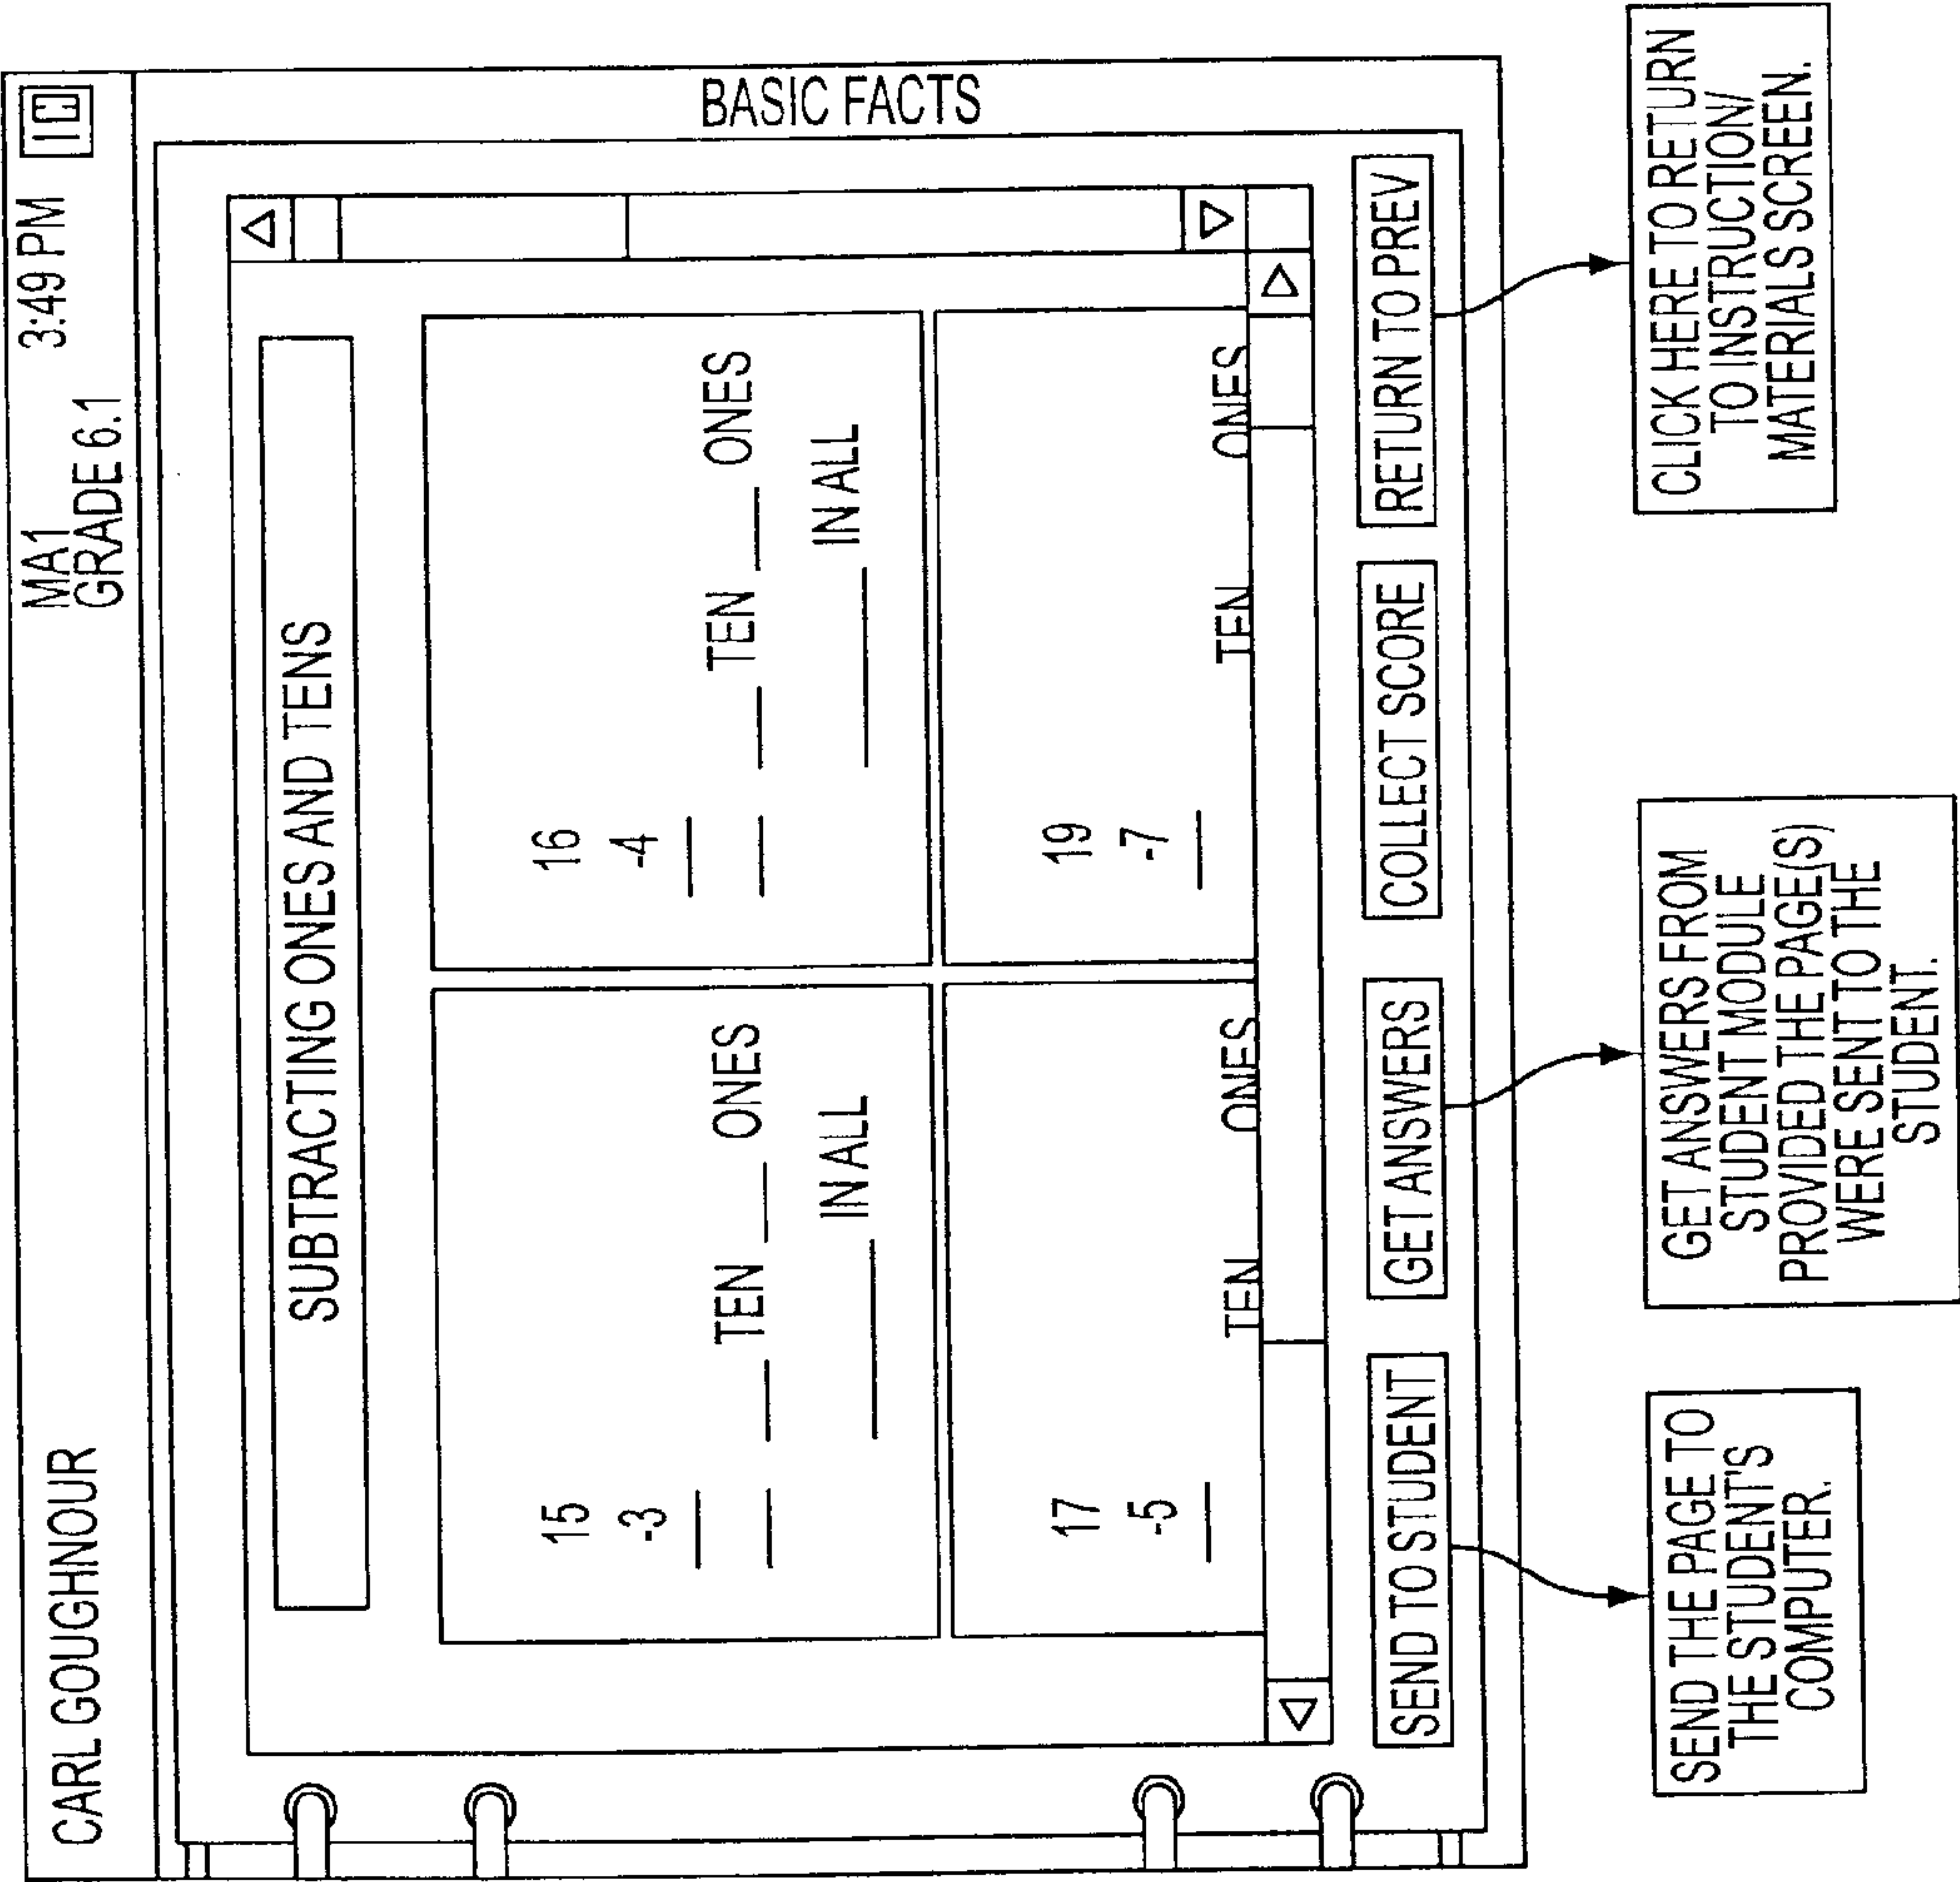 CARL GOUGHNOUR
MA1
GRADE 6.1
3:49 PM
BASIC FACTS
SUBTRACTING ONES AND TENS
15
-3
TEN ONES
IN ALL
16
-4
TEN ONES
IN ALL
17
-5
TEN ONES
19
-7
TEN ONES
SEND TO STUDENT
GET ANSWERS
COLLECT SCORE
RETURN TO PREV
SEND THE PAGE TO
THE STUDENT'S
COMPUTER.
GET ANSWERS FROM
STUDENT MODULE
PROVIDED THE PAGE(S)
WERE SENT TO THE
STUDENT.
CLICK HERE TO RETURN
TO INSTRUCTION/
MATERIALS SCREEN.